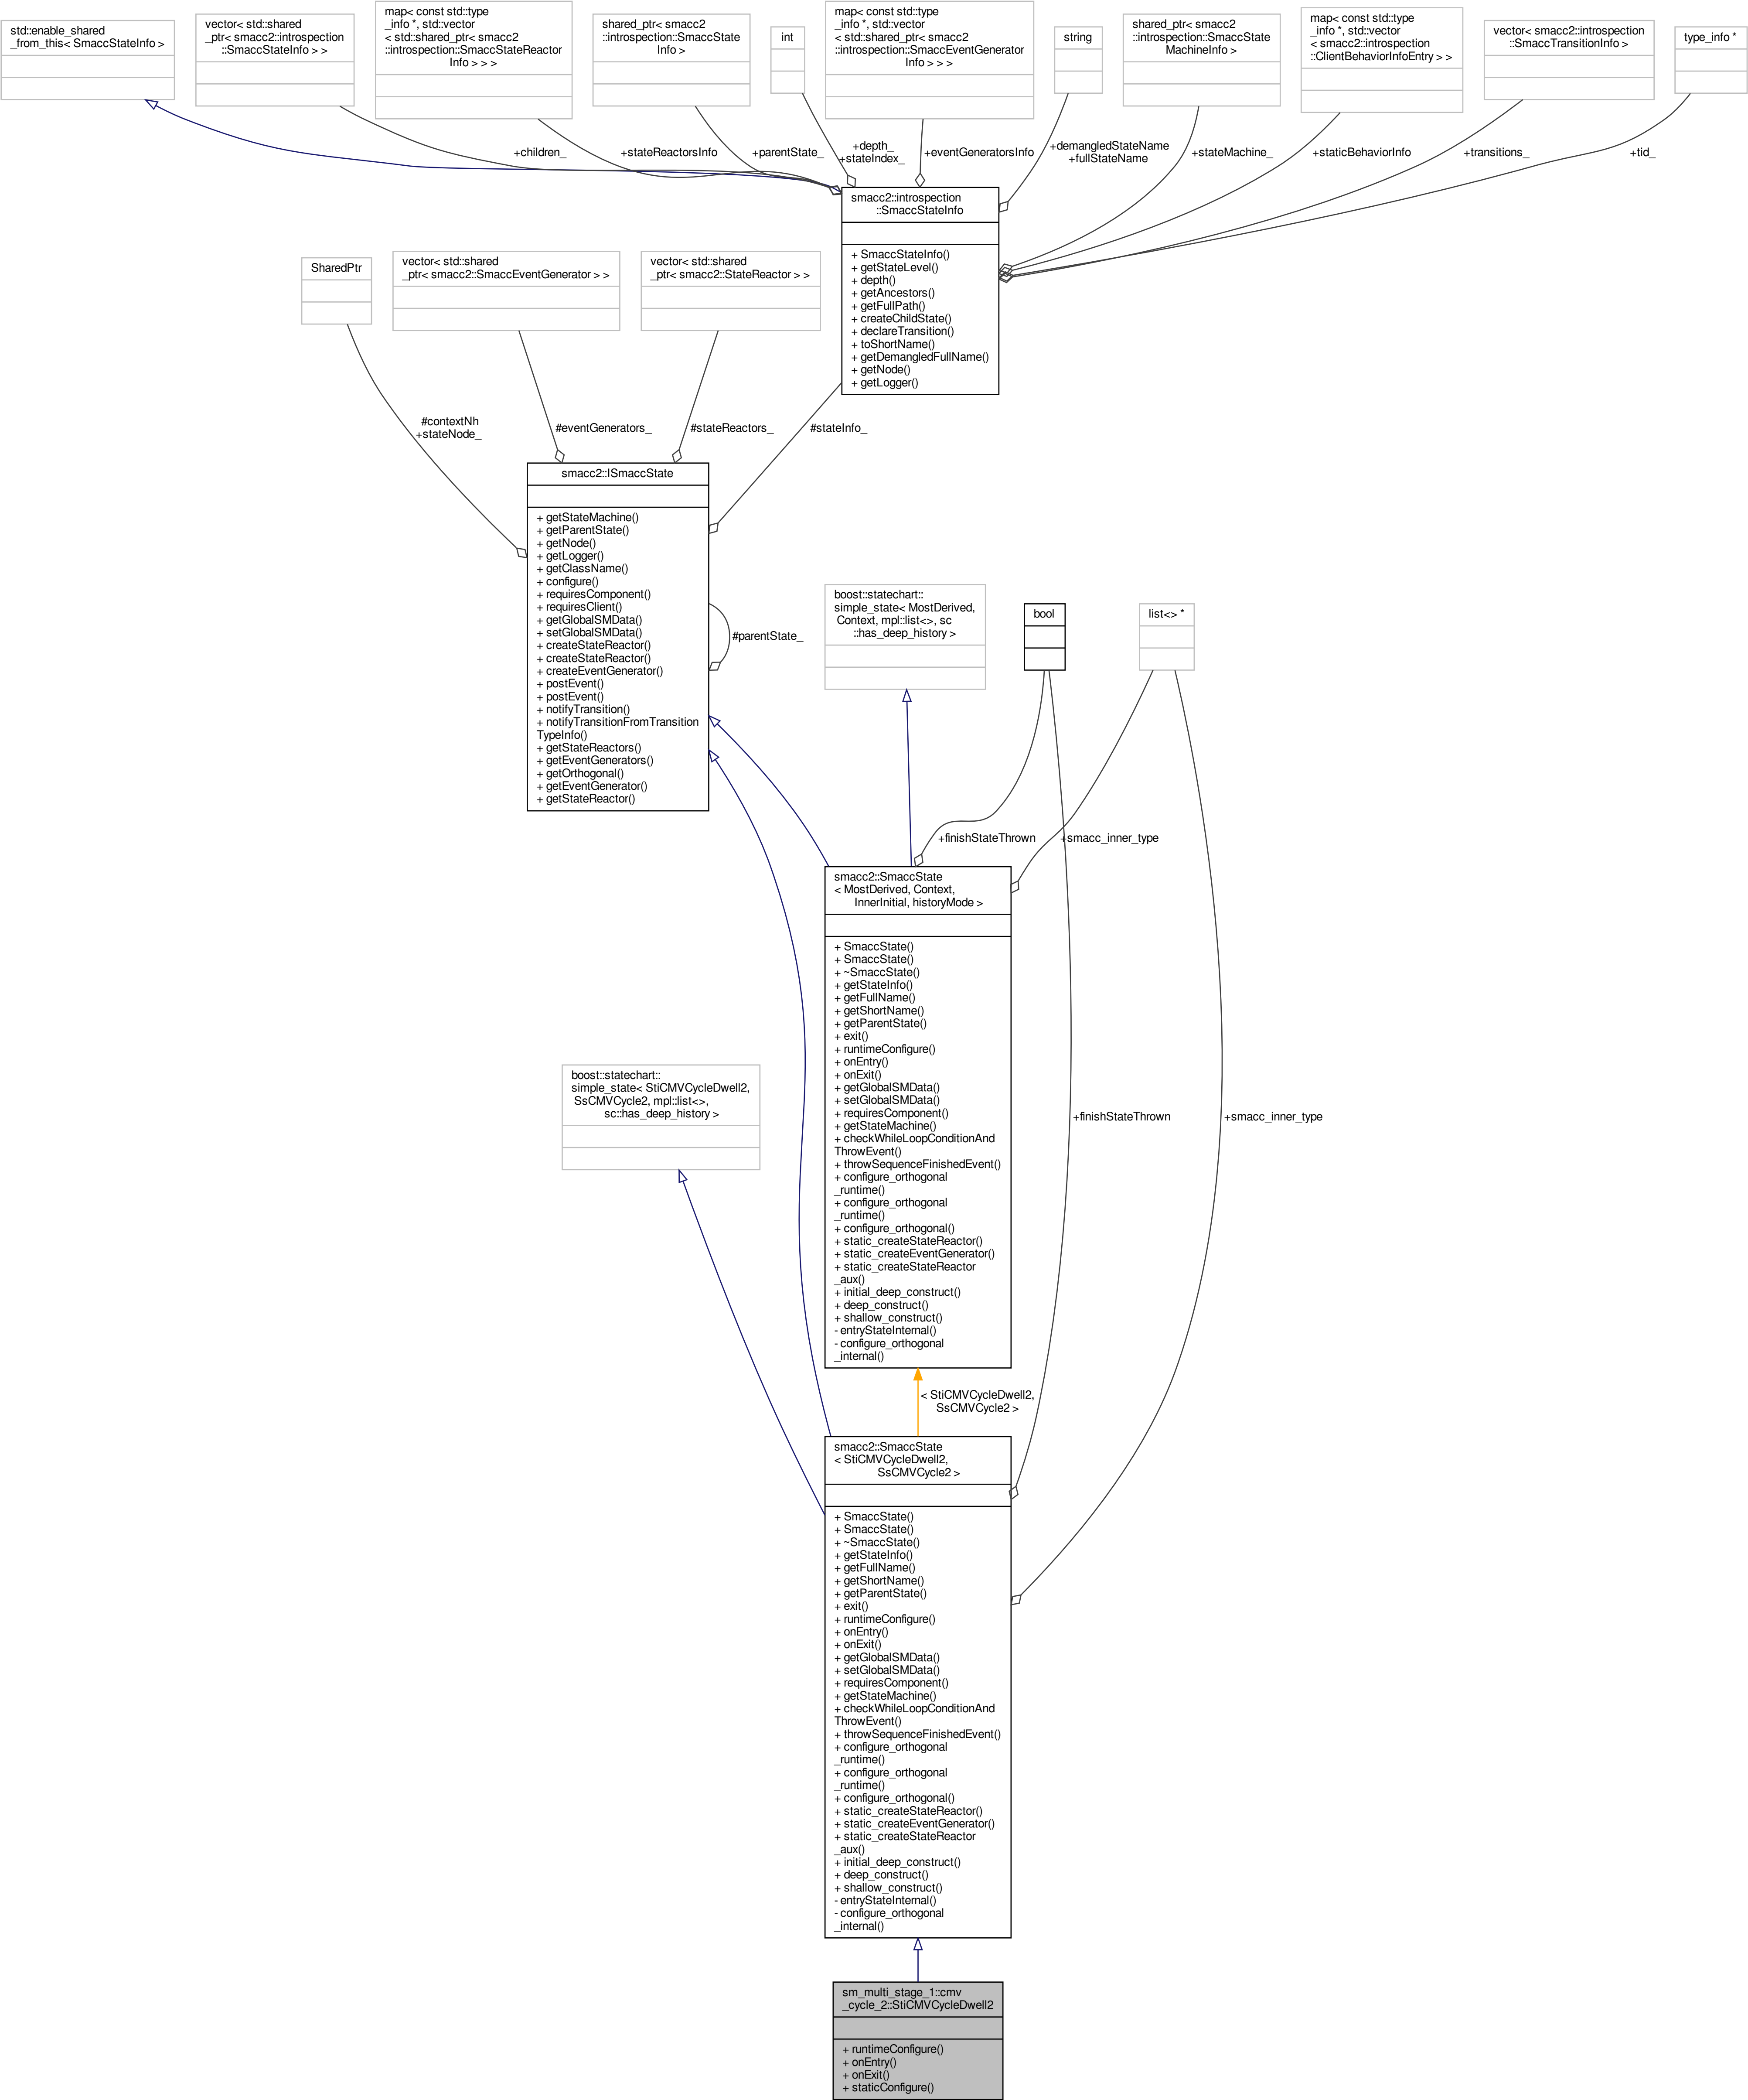 std::enable_shared
_from_this< SmaccStateInfo >
vector< std::shared
_ptr< smacc2::introspection
::SmaccStateInfo > >
map< const std::type
_info *, std::vector
< std::shared_ptr< smacc2
::introspection::SmaccStateReactor
Info > > >
shared_ptr< smacc2
::introspection::SmaccState
Info >
int
map< const std::type
_info *, std::vector
< std::shared_ptr< smacc2
::introspection::SmaccEventGenerator
Info > > >
string
shared_ptr< smacc2
::introspection::SmaccState
MachineInfo >
map< const std::type
_info *, std::vector
< smacc2::introspection
::ClientBehaviorInfoEntry > >
vector< smacc2::introspection
::SmaccTransitionInfo >
type_info *
+children_
+stateReactorsInfo
+parentState_
+depth_
+stateIndex_
+eventGeneratorsInfo
+demangledStateName
+fullStateName
+stateMachine_
+staticBehaviorInfo
+transitions_
+tid_
smacc2::introspection
::SmaccStateInfo
+ SmaccStateInfo()
+ getStateLevel()
+ depth()
+ getAncestors()
+ getFullPath()
+ createChildState()
+ declareTransition()
+ toShortName()
+ getDemangledFullName()
+ getNode()
+ getLogger()
SharedPtr
vector< std::shared
_ptr< smacc2::SmaccEventGenerator > >
vector< std::shared
_ptr< smacc2::StateReactor > >
#contextNh
+stateNode_
#eventGenerators_
#stateReactors_
#stateInfo_
smacc2::ISmaccState
+ getStateMachine()
+ getParentState()
+ getNode()
+ getLogger()
+ getClassName()
+ configure()
+ requiresComponent()
+ requiresClient()
+ getGlobalSMData()
+ setGlobalSMData()
+ createStateReactor()
+ createStateReactor()
+ createEventGenerator()
+ postEvent()
+ postEvent()
+ notifyTransition()
+ notifyTransitionFromTransition
TypeInfo()
+ getStateReactors()
+ getEventGenerators()
+ getOrthogonal()
+ getEventGenerator()
+ getStateReactor()
#parentState_
boost::statechart::
simple_state< MostDerived,
Context, mpl::list<>, sc
::has_deep_history >
bool
list<> *
+finishStateThrown
+smacc_inner_type
smacc2::SmaccState
< MostDerived, Context,
InnerInitial, historyMode >
+ SmaccState()
+ SmaccState()
+ ~SmaccState()
+ getStateInfo()
+ getFullName()
+ getShortName()
+ getParentState()
+ exit()
+ runtimeConfigure()
+ onEntry()
+ onExit()
+ getGlobalSMData()
+ setGlobalSMData()
+ requiresComponent()
+ getStateMachine()
+ checkWhileLoopConditionAnd
ThrowEvent()
+ throwSequenceFinishedEvent()
+ configure_orthogonal
_runtime()
+ configure_orthogonal
_runtime()
+ configure_orthogonal()
+ static_createStateReactor()
+ static_createEventGenerator()
+ static_createStateReactor
_aux()
+ initial_deep_construct()
+ deep_construct()
+ shallow_construct()
- entryStateInternal()
- configure_orthogonal
_internal()
boost::statechart::
simple_state< StiCMVCycleDwell2,
SsCMVCycle2, mpl::list<>,
sc::has_deep_history >
+finishStateThrown
+smacc_inner_type
< StiCMVCycleDwell2,
SsCMVCycle2 >
smacc2::SmaccState
< StiCMVCycleDwell2,
SsCMVCycle2 >
+ SmaccState()
+ SmaccState()
+ ~SmaccState()
+ getStateInfo()
+ getFullName()
+ getShortName()
+ getParentState()
+ exit()
+ runtimeConfigure()
+ onEntry()
+ onExit()
+ getGlobalSMData()
+ setGlobalSMData()
+ requiresComponent()
+ getStateMachine()
+ checkWhileLoopConditionAnd
ThrowEvent()
+ throwSequenceFinishedEvent()
+ configure_orthogonal
_runtime()
+ configure_orthogonal
_runtime()
+ configure_orthogonal()
+ static_createStateReactor()
+ static_createEventGenerator()
+ static_createStateReactor
_aux()
+ initial_deep_construct()
+ deep_construct()
+ shallow_construct()
- entryStateInternal()
- configure_orthogonal
_internal()
sm_multi_stage_1::cmv
_cycle_2::StiCMVCycleDwell2
+ runtimeConfigure()
+ onEntry()
+ onExit()
+ staticConfigure()